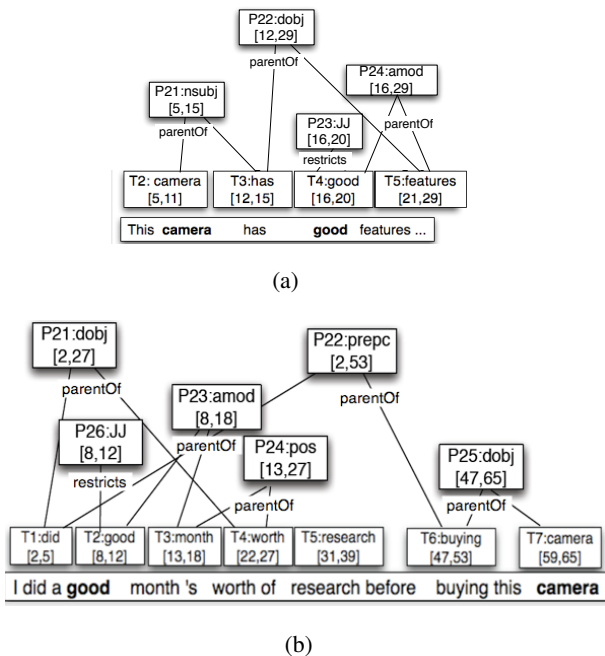 P22:dobj
[12,29]
parentOf
P24:amod
[16,29]
P21:nsubj
[5,15]
parentOf
P23:JJ
[16,20]
parentOf
restricts
T2: camera
[5,11]
T3:has
[12,15]
T4:good
[16,20]
T5:features
[21,29]
This camera has good features ...
(a)
P21:dobj
[2,27]
P22:prepc
[2,53]
parentOf
P23:amod
[8,18]
parentOf
P26:JJ
[8,12]
parentOf
P24:pos
[13,27]
P25:dobj
[47,65]
restricts
parentOf
parentOf
T1:did
[2,5]
T2:good
[8,12]
T3:month
[13,18]
T4:worth
[22,27]
T5:research
[31,39]
T6:buying
[47,53]
T7:camera
[59,65]
I did a good month 's worth of research before buying this camera
(b)